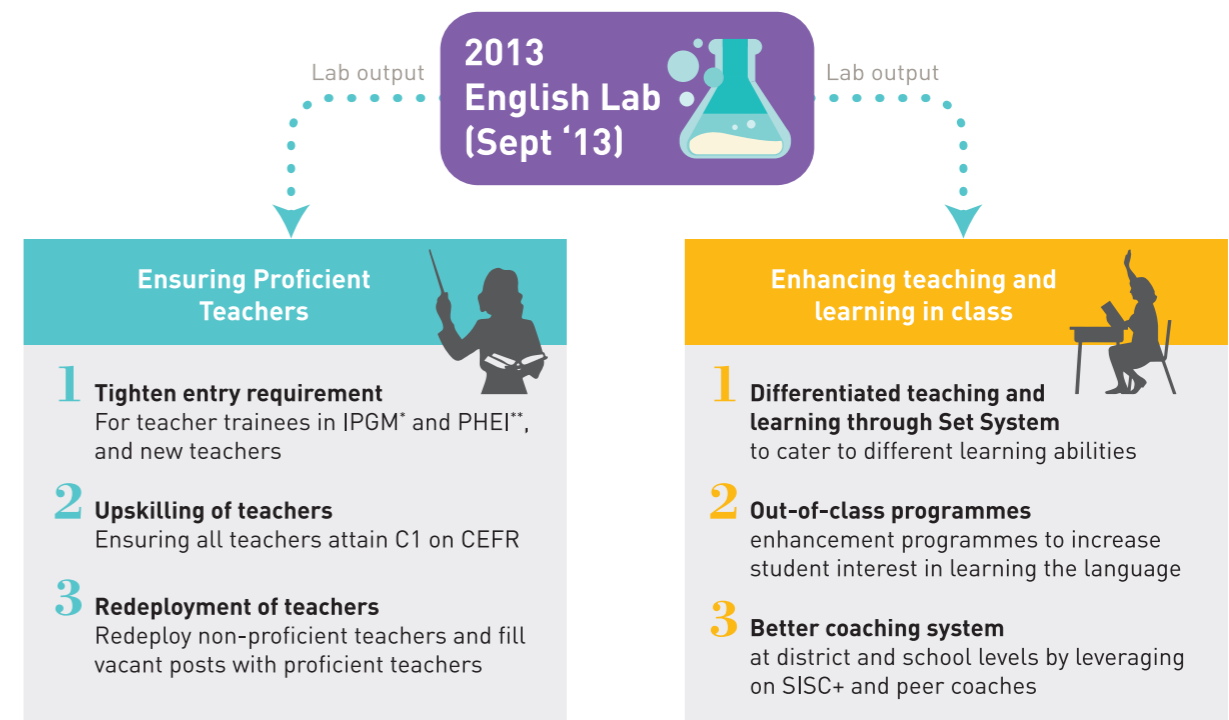 2013
English Lab
(Sept ‘13)
Lab output
Lab output
Ensuring Proficient
Teachers
1 Tighten entry requirement
For teacher trainees in IPGM* and PHEI**,
and new teachers
2 Upskilling of teachers
Ensuring all teachers attain C1 on CEFR
3 Redeployment of teachers
Redeploy non-proficient teachers and fill
vacant posts with proficient teachers
Enhancing teaching and
learning in class
1 Differentiated teaching and
learning through Set System
to cater to different learning abilities
2 Out-of-class programmes
enhancement programmes to increase
student interest in learning the language
3 Better coaching system
at district and school levels by leveraging
on SISC+ and peer coaches